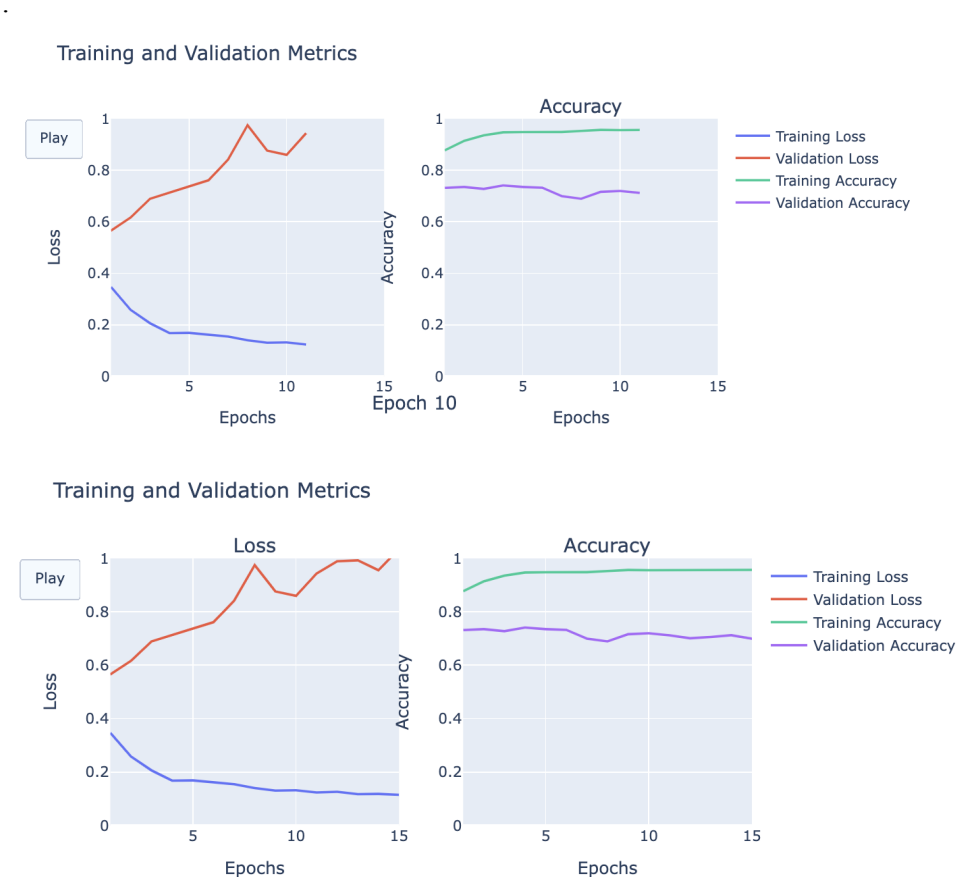 .
Training and Validation Metrics
Accuracy
Play
Training Loss
Validation Loss
Training Accuracy
Validation Accuracy
Loss
1
0.8
0.6
0.4
0.2
0
5
10
15
Epochs
Accuracy
1
0.8
0.6
0.4
0.2
0
5
10
15
Epochs
Epoch 10
Training and Validation Metrics
Loss
Accuracy
Play
Training Loss
Validation Loss
Training Accuracy
Validation Accuracy
Loss
1
0.8
0.6
0.4
0.2
0
5
10
15
Epochs
Accuracy
1
0.8
0.6
0.4
0.2
0
5
10
15
Epochs